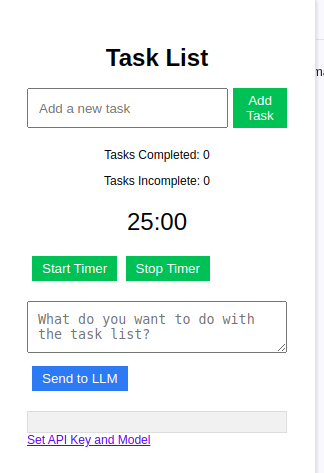 Task List
Add a new task
Add
Task
Tasks Completed: 0
Tasks Incomplete: 0
25:00
Start Timer Stop Timer
What do you want to do with
the task list?
Send to LLM
Set API Key and Model